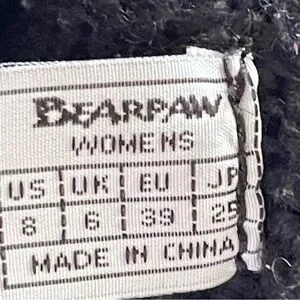 BEARPAW
WOMENS
US UK EU JP
8 6 39 25
MADE IN CHINA